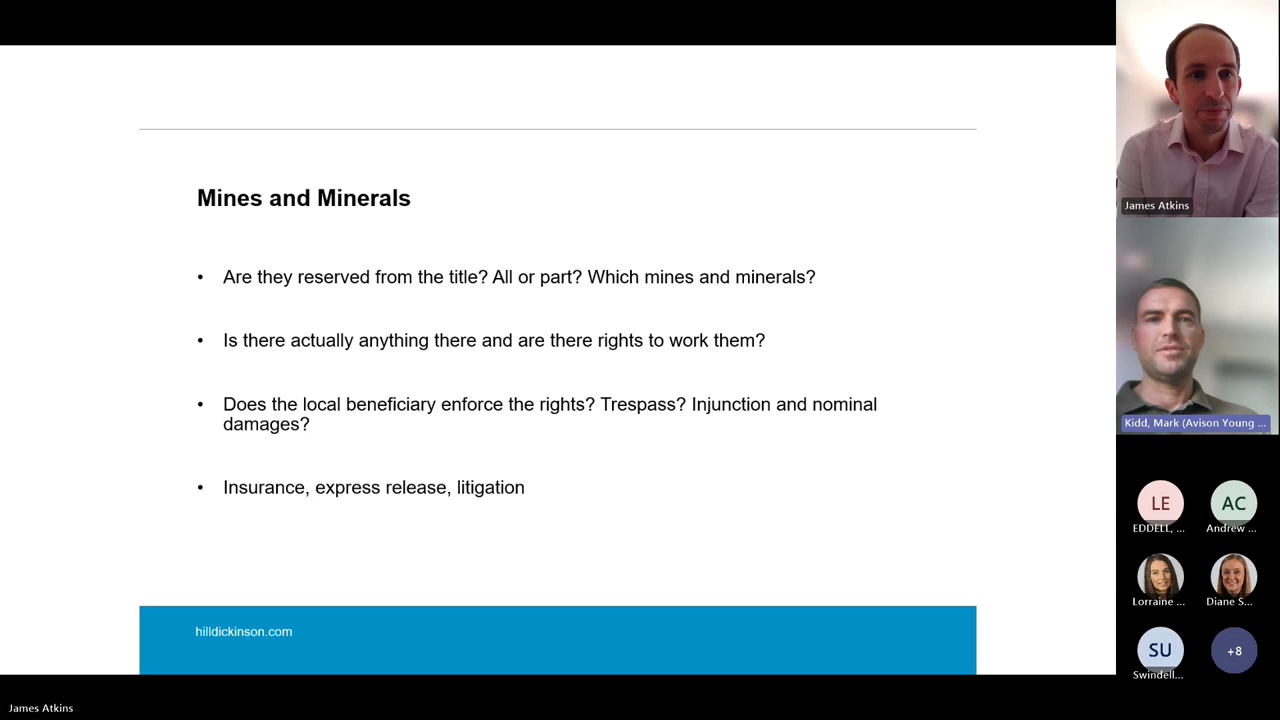 Mines and Minerals
• Are they reserved from the title? All or part? Which mines and minerals?
• Is there actually anything there and are there rights to work them?
• Does the local beneficiary enforce the rights? Trespass? Injunction and nominal
damages?
• Insurance, express release, litigation
hilldickinson.com
James Atkins
Kidd, Mark (Avison Young ...
LE
EDDELL, ...
AC
Andrew ...
Lorraine ...
Diane S...
SU
Swindell...
+8
James Atkins